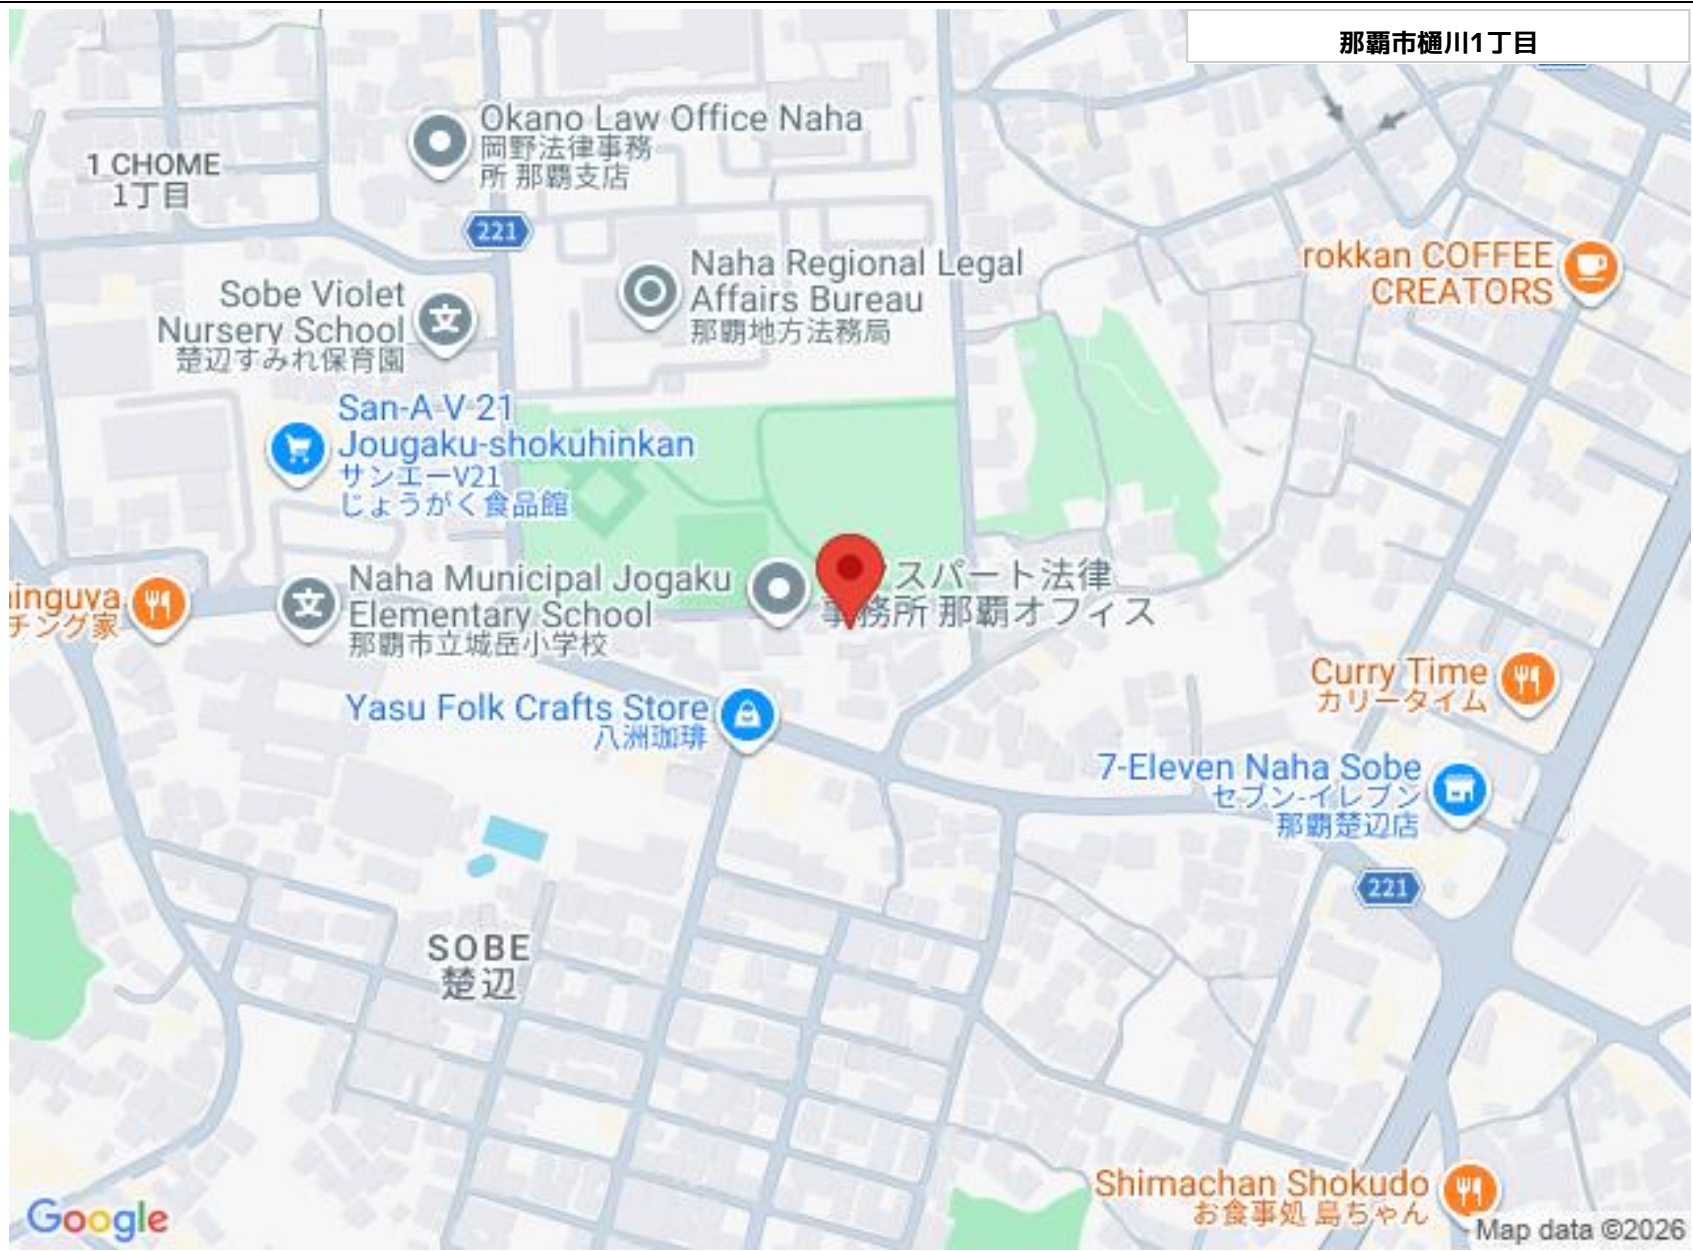 那覇市樋川1丁目
Okano Law Office Naha
岡野法律事務
所 那覇支店
1 CHOME
1丁目
221
Naha Regional Legal
Affairs Bureau
那覇地方法務局
rokkan COFFEE
CREATORS
Sobe Violet
Nursery School
楚辺すみれ保育園
San-A V 21
Jougaku-shokuhinkan
サンエーV21
じょうがく食品館
スパート法律
務所 那覇オフィス
Naha Municipal Jogaku
Elementary School
那覇市立城岳小学校
inguva
チング家
Curry Time
カリータイム
Yasu Folk Crafts Store
八洲珈琲
7-Eleven Naha Sobe
セブン-イレブン
那覇楚辺店
221
SOBE
楚辺
Shimachan Shokudo
お食事処 島ちゃん
Google
Map data ©2026